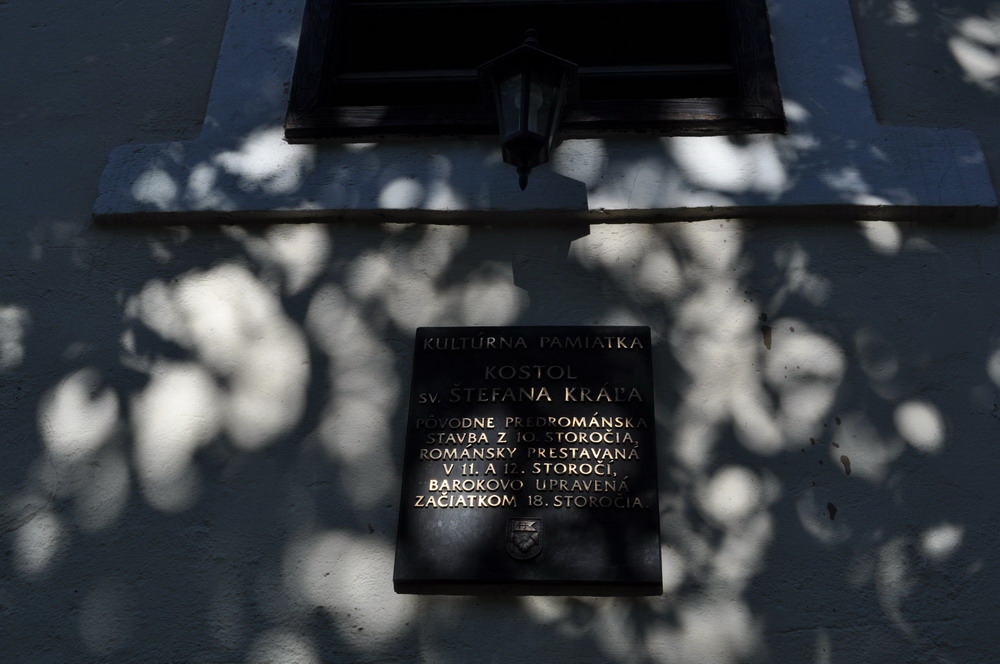 KULTÚRNA PAMIATKA
KOSTOL
SV. ŠTEFANA KRÁĽA
PÔVODNE PREDROMÁNSKA
STAVBA Z 10. STOROČIA,
ROMÁNSKY PRESTAVANÁ
V 11. A 12. STOROČÍ,
BAROKOVO UPRAVENÁ
ZAČIATKOM 18. STOROČIA.